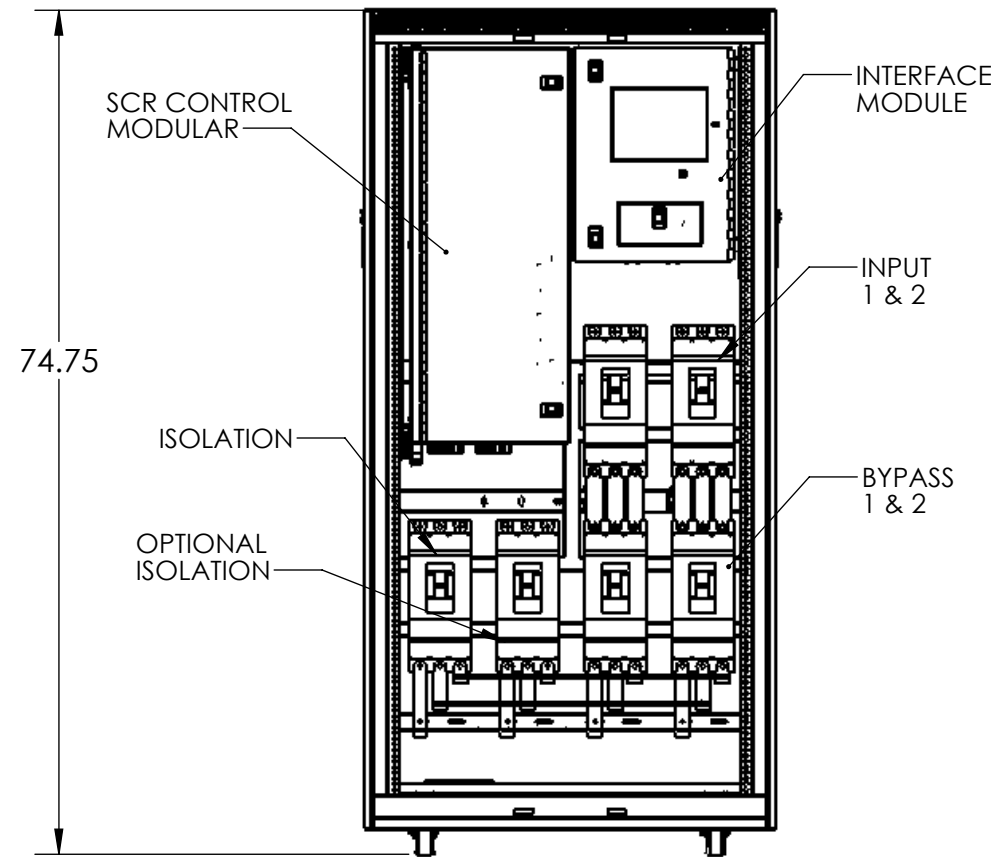 SCR CONTROL
MODULAR
INTERFACE
MODULE
INPUT
1 & 2
74.75
ISOLATION
BYPASS
1 & 2
OPTIONAL
ISOLATION